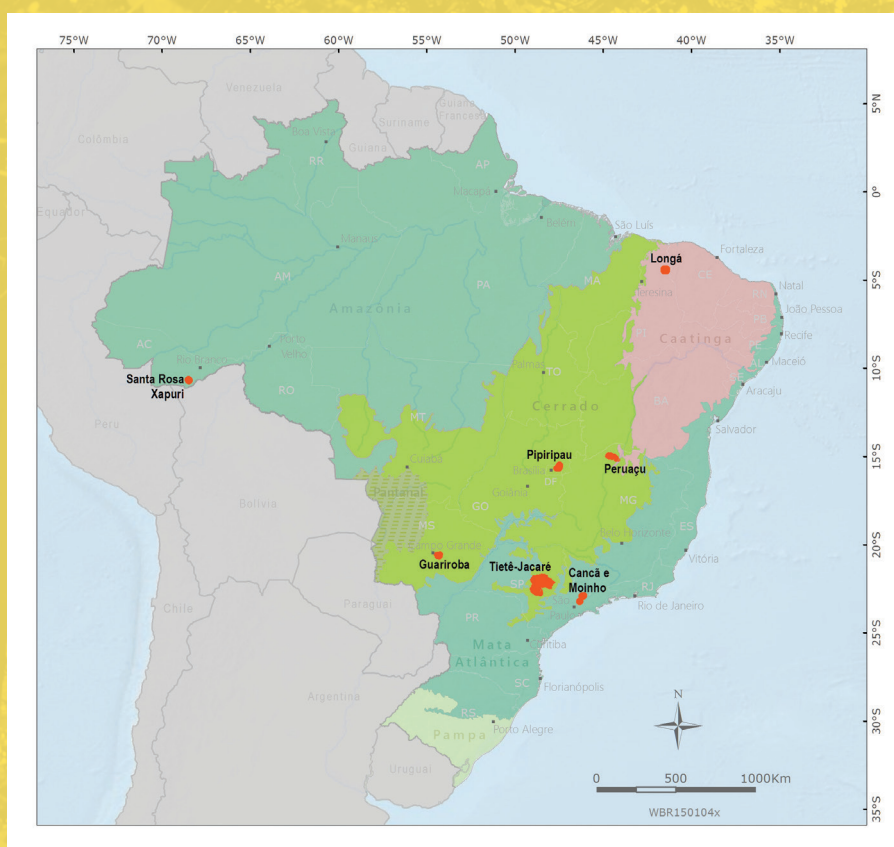 75°W 70°W 65°W 60°W 55°W 50°W 45°W 40°W 35°W
5°N
0°
5°S
10°S
15°S
20°S
25°S
30°S
35°S
Venezuela
Colômbia
Guiana
Suriname
Guiana
Francesa
Equador
Peru
Bolívia
Chile
Paraguai
Argentina
Uruguai
Boa Vista
RR
AP
Macapá
Belém
São Luís
Manaus
AM
PA
MA
Amazônia
Longá
Fortaleza
CE
Teresina
RN
Natal
PB
João Pessoa
Recife
PI
Caatinga
PE
AL
Maceió
SE
Aracaju
AC
Rio Branco
Porto
Velho
Santa Rosa
Xapuri
RO
Palmas
TO
Cerrado
BA
Salvador
MT
Cuiabá
Pipiripau
Brasília
DF
Peruaçu
Pantanal
Goiânia
GO
MG
MS
Campo Grande
Guariroba
Belo Horizonte
ES
Vitória
Tietê-Jacaré
SP
Cancã e
Moinho
RJ
Rio de Janeiro
PR
Curitiba
Mata
Atlântica
SC
Florianópolis
RS
Porto Alegre
Pampa
N
0 500 1000Km
WBR150104x